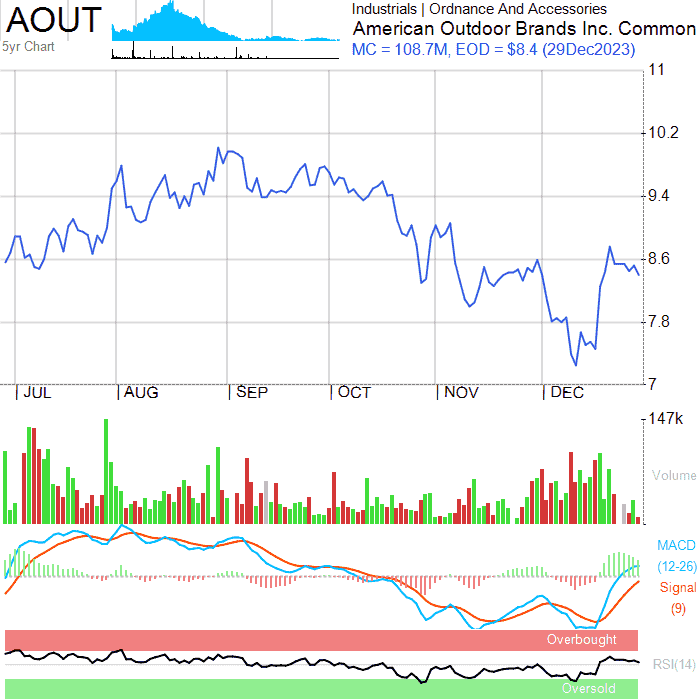 AOUT
5yr Chart
Industrials | Ordnance And Accessories
American Outdoor Brands Inc. Common
MC = 108.7M, EOD = $8.4 (29Dec2023)
11
10.2
9.4
8.6
7.8
7
JUL
AUG
SEP
OCT
NOV
DEC
147k
Volume
MACD
(12-26)
Signal
(9)
Overbought
RSI(14)
Oversold